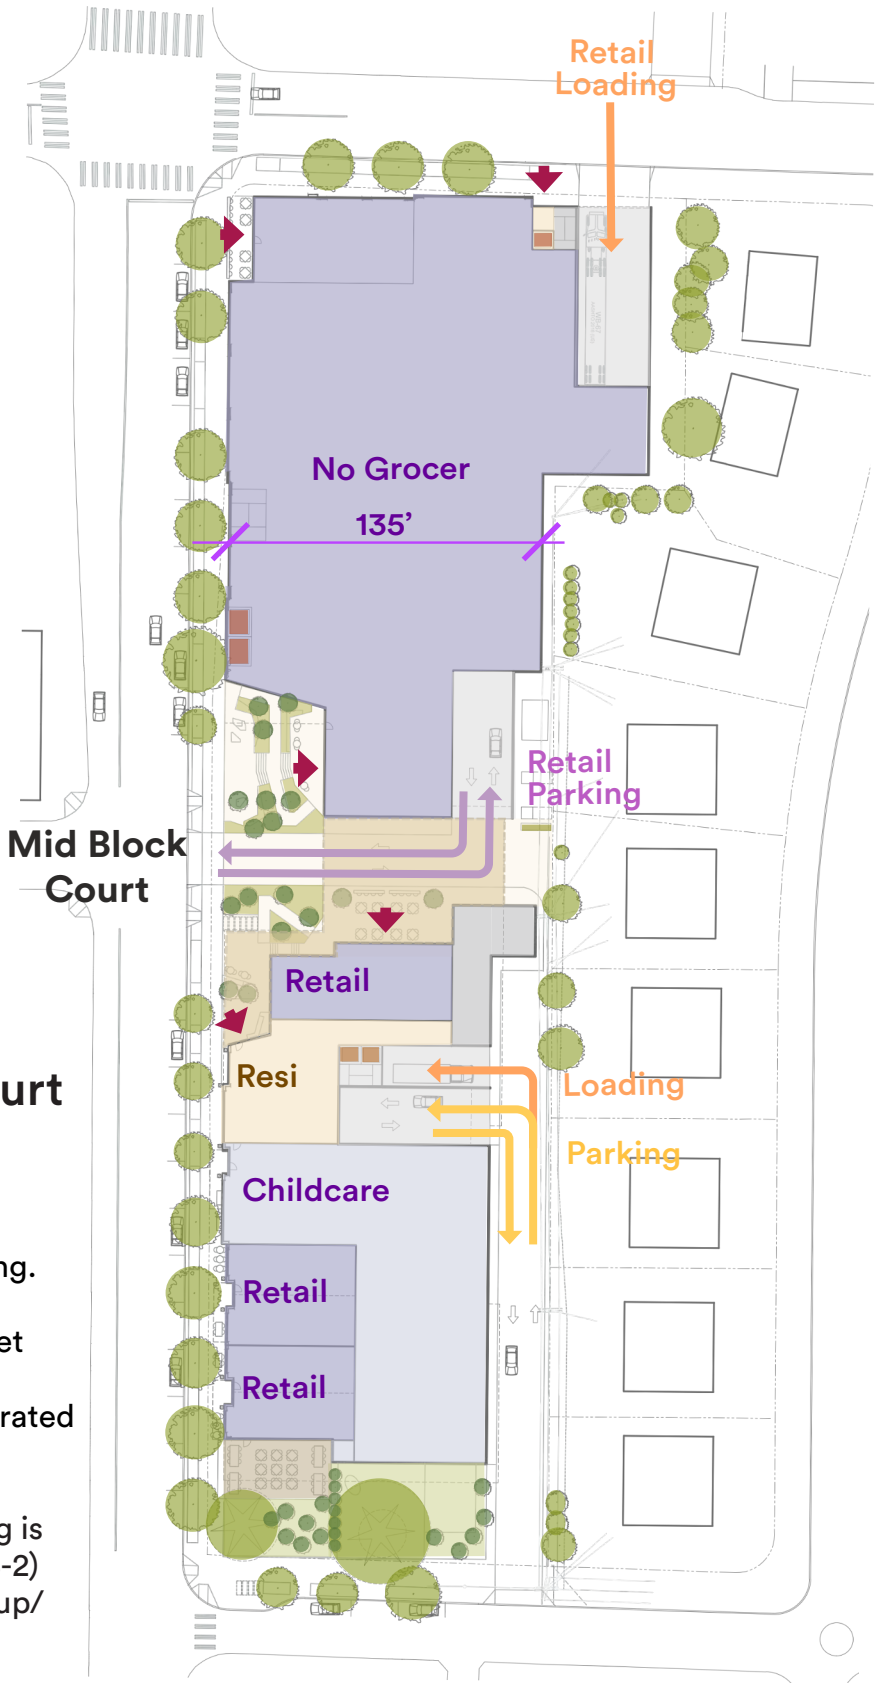 Retail
Loading
No Grocer
135’
Retail
Parking
Mid Block
Court
Retail
Resi
Loading
Parking
Childcare
Retail
Retail
urt
ng.
et
rated
g is
-2)
up/